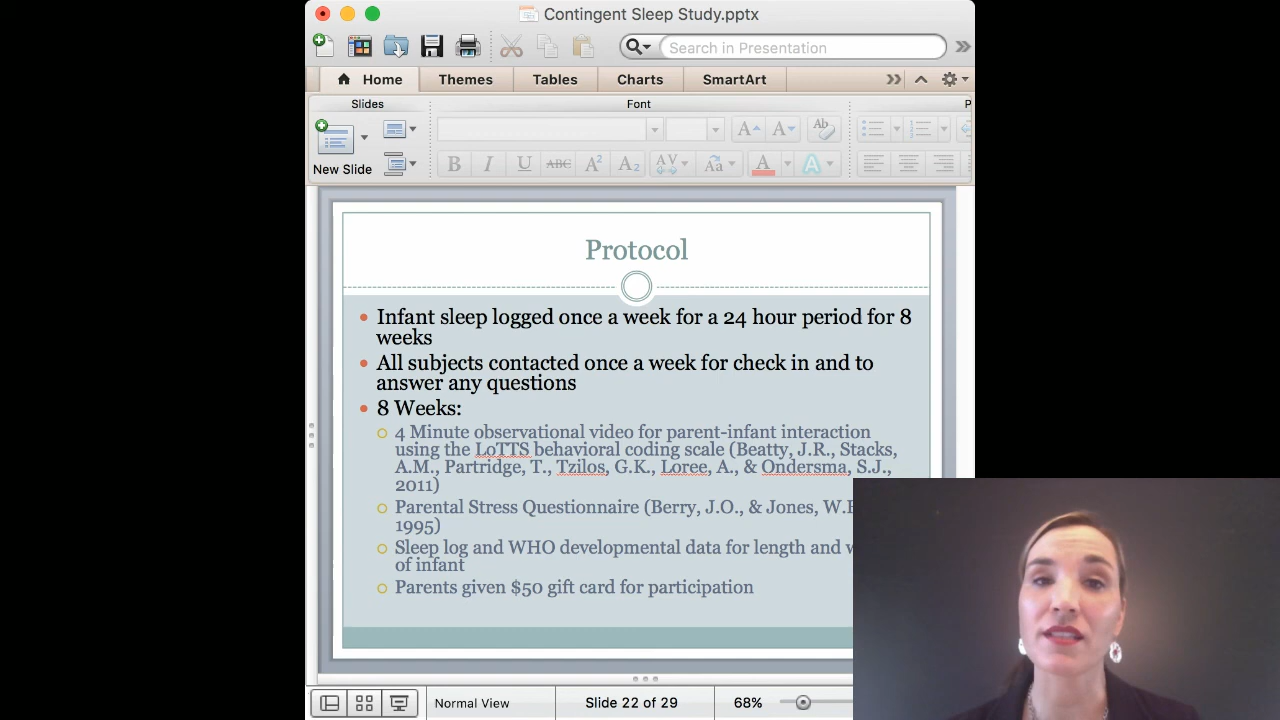 Contingent Sleep Study.pptx
Search in Presentation
Home Themes Tables Charts SmartArt
Slides Font P
New Slide
B I U ABC A² A₂ AV Aa A A
Protocol
Infant sleep logged once a week for a 24 hour period for 8
weeks
All subjects contacted once a week for check in and to
answer any questions
8 Weeks:
4 Minute observational video for parent-infant interaction
using the LoTTS behavioral coding scale (Beatty, J.R., Stacks,
A.M., Partridge, T., Tzilos, G.K., Loree, A., & Ondersma, S.J.,
2011)
Parental Stress Questionnaire (Berry, J.O., & Jones,
1995)
Sleep log and WHO developmental data for length and
of infant
Parents given $50 gift card for participation
Normal View Slide 22 of 29 68%